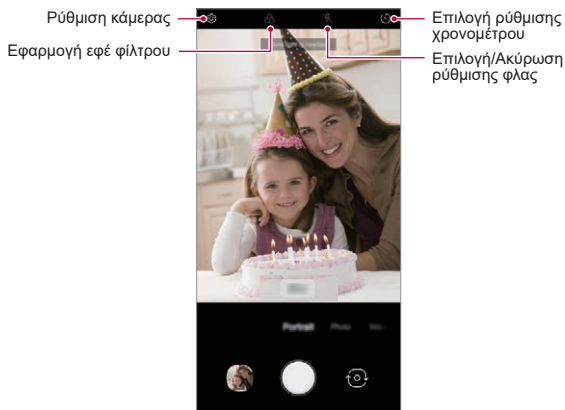 Ρύθμιση κάμερας
Εφαρμογή εφέ φίλτρου
Επιλογή ρύθμισης
χρονομέτρου
Επιλογή/Ακύρωση
ρύθμισης φλας
Portrait
Photo